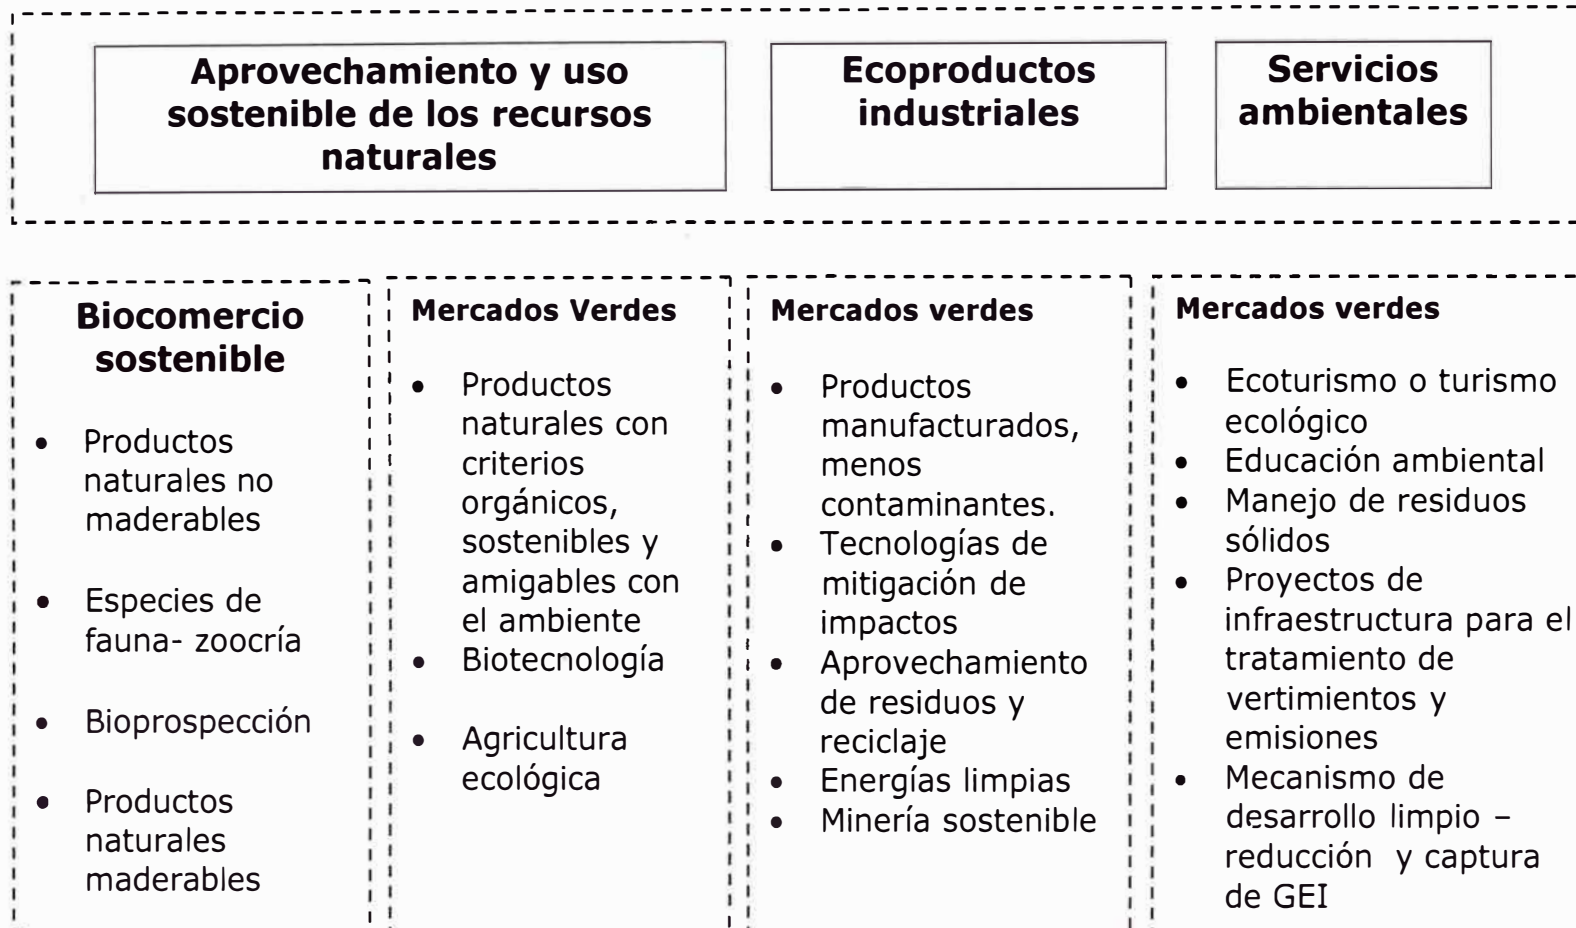 Aprovechamiento y uso
sostenible de los recursos
naturales
Ecoproductos
industriales
Servicios
ambientales
Biocomercio
sostenible
• Productos
naturales no
maderables
• Especies de
fauna- zoocría
• Bioprospección
• Productos
naturales
maderables
Mercados Verdes
• Productos
naturales con
criterios
orgánicos,
sostenibles y
amigables con
el ambiente
• Biotecnología
• Agricultura
ecológica
Mercados verdes
• Productos
manufacturados,
menos
contaminantes.
• Tecnologías de
mitigación de
impactos
• Aprovechamiento
de residuos y
reciclaje
• Energías limpias
• Minería sostenible
Mercados verdes
• Ecoturismo o turismo
ecológico
• Educación ambiental
• Manejo de residuos
sólidos
• Proyectos de
infraestructura para el
tratamiento de
vertimientos y
emisiones
• Mecanismo de
desarrollo limpio –
reducción y captura
de GEI